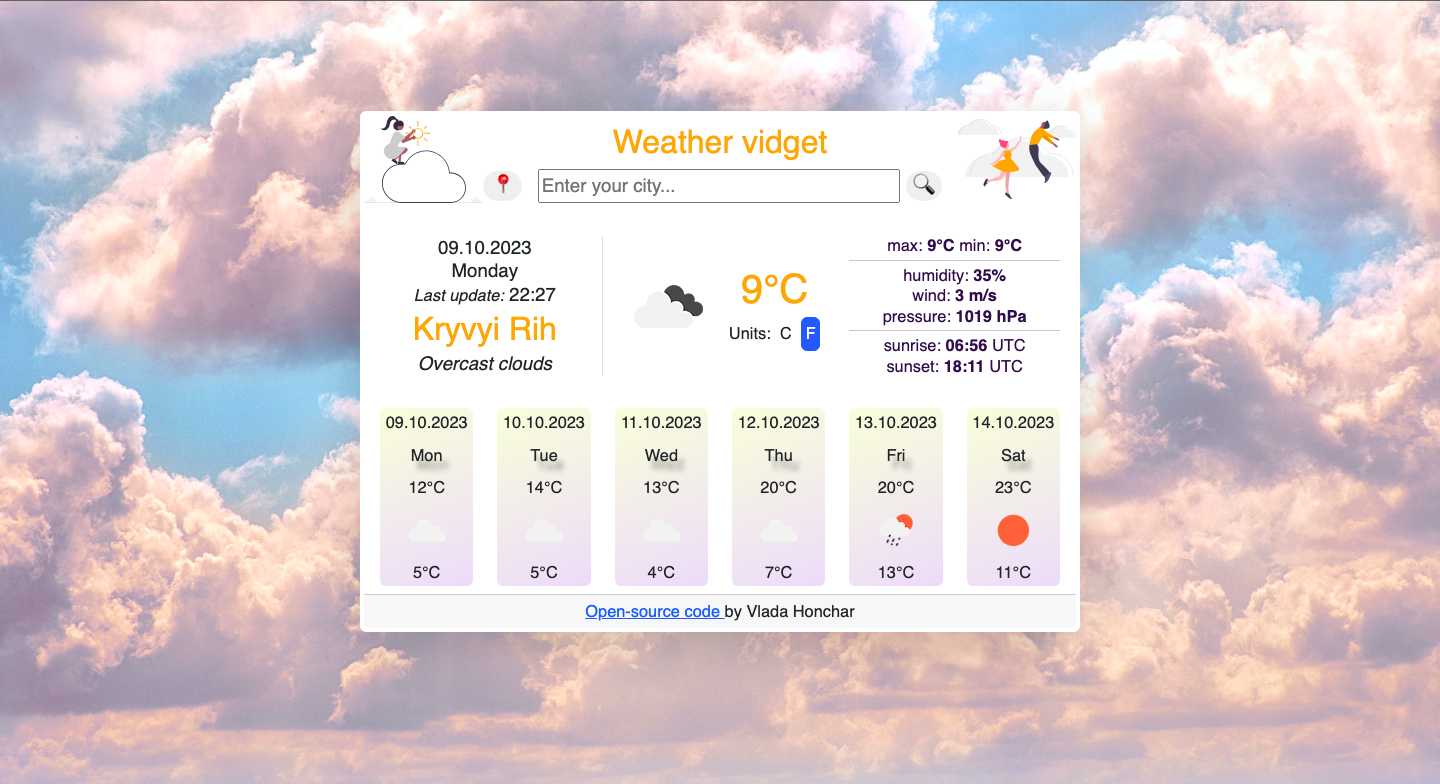 Weather vidget
Enter your city...
09.10.2023
Monday
Last update: 22:27
Kryvyi Rih
Overcast clouds
9°C
Units: C F
max: 9°C min: 9°C
humidity: 35%
wind: 3 m/s
pressure: 1019 hPa
sunrise: 06:56 UTC
sunset: 18:11 UTC
09.10.2023
Mon
12°C
5°C
10.10.2023
Tue
14°C
5°C
11.10.2023
Wed
13°C
4°C
12.10.2023
Thu
20°C
7°C
13.10.2023
Fri
20°C
13°C
14.10.2023
Sat
23°C
11°C
Open-source code by Vlada Honchar